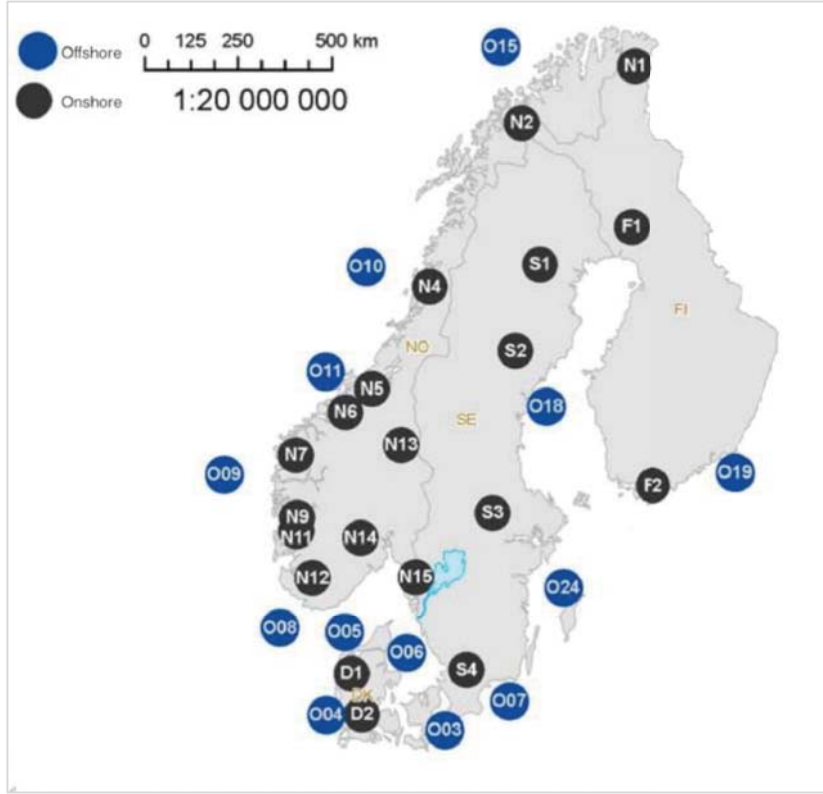 Offshore
0 125 250 500 km
Onshore
1:20 000 000
O15
N1
N2
F1
O10
S1
N4
FI
NO
S2
O11
N5
O18
N6
SE
N13
N7
O09
O19
F2
N9
S3
N11
N14
N12
N15
O24
O08
O05
O06
D1
S4
DK
O07
O04
D2
O03